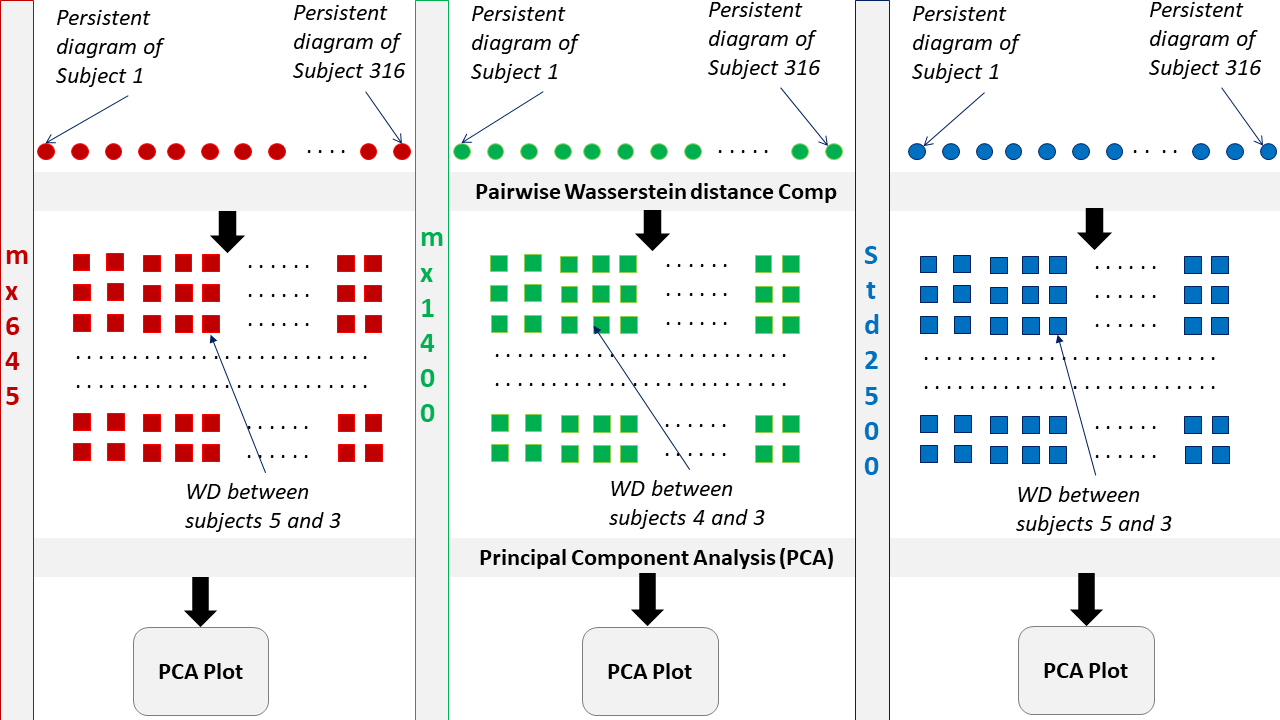 Persistent
diagram of
Subject 1
Persistent
diagram of
Subject 316
Persistent
diagram of
Subject 1
Persistent
diagram of
Subject 316
Persistent
diagram of
Subject 1
Persistent
diagram of
Subject 316
Pairwise Wasserstein distance Comp
mx645
mx1400
Std2500
WD between
subjects 5 and 3
WD between
subjects 4 and 3
WD between
subjects 5 and 3
Principal Component Analysis (PCA)
PCA Plot
PCA Plot
PCA Plot